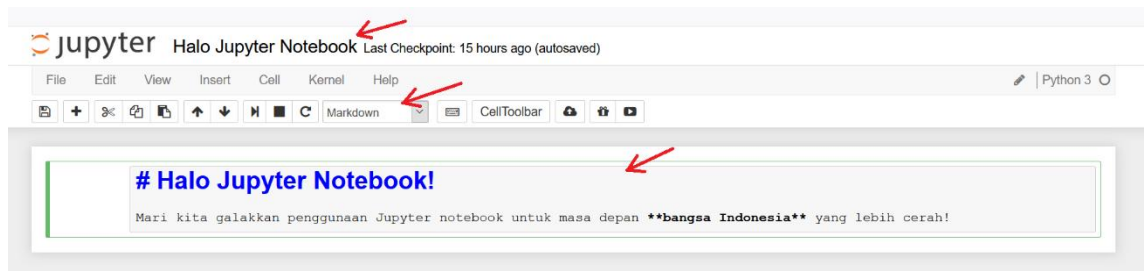 jupyter Halo Jupyter Notebook Last Checkpoint: 15 hours ago (autosaved)
File Edit View Insert Cell Kernel Help Python 3
Markdown CellToolbar
# Halo Jupyter Notebook!
Mari kita galakkan penggunaan Jupyter notebook untuk masa depan **bangsa Indonesia** yang lebih cerah!